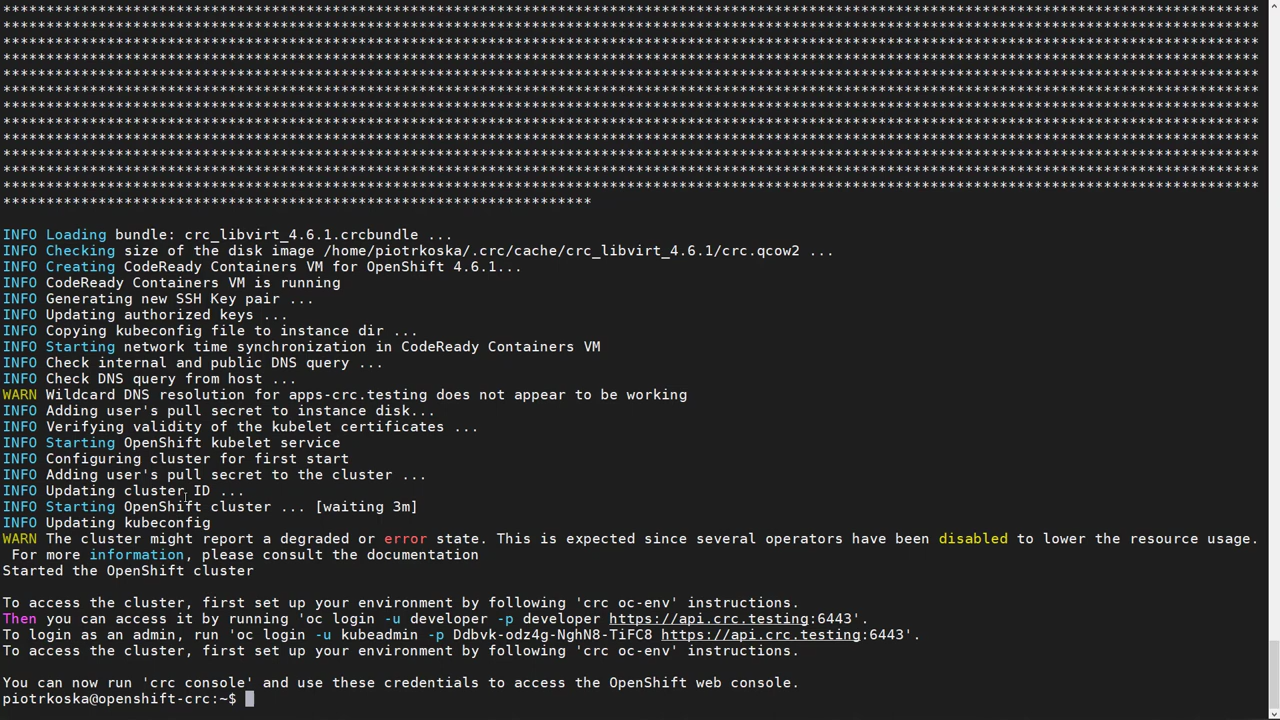 INFO Loading bundle: crc_libvirt_4.6.1.crcbundle ...
INFO Checking size of the disk image /home/piotrkoska/.crc/cache/crc_libvirt_4.6.1/crc.qcow2 ...
INFO Creating CodeReady Containers VM for OpenShift 4.6.1...
INFO CodeReady Containers VM is running
INFO Generating new SSH Key pair ...
INFO Updating authorized keys ...
INFO Copying kubeconfig file to instance dir ...
INFO Starting network time synchronization in CodeReady Containers VM
INFO Check internal and public DNS query ...
INFO Check DNS query from host ...
WARN Wildcard DNS resolution for apps-crc.testing does not appear to be working
INFO Adding user's pull secret to instance disk...
INFO Verifying validity of the kubelet certificates ...
INFO Starting OpenShift kubelet service
INFO Configuring cluster for first start
INFO Adding user's pull secret to the cluster ...
INFO Updating cluster ID ...
INFO Starting OpenShift cluster ... [waiting 3m]
INFO Updating kubeconfig
WARN The cluster might report a degraded or error state. This is expected since several operators have been disabled to lower the resource usage.
For more information, please consult the documentation
Started the OpenShift cluster
To access the cluster, first set up your environment by following 'crc oc-env' instructions.
Then you can access it by running 'oc login -u developer -p developer https://api.crc.testing:6443'.
To login as an admin, run 'oc login -u kubeadmin -p Ddbvk-odz4g-NghN8-TiFC8 https://api.crc.testing:6443'.
To access the cluster, first set up your environment by following 'crc oc-env' instructions.
You can now run 'crc console' and use these credentials to access the OpenShift web console.
piotrkoska@openshift-crc:~$